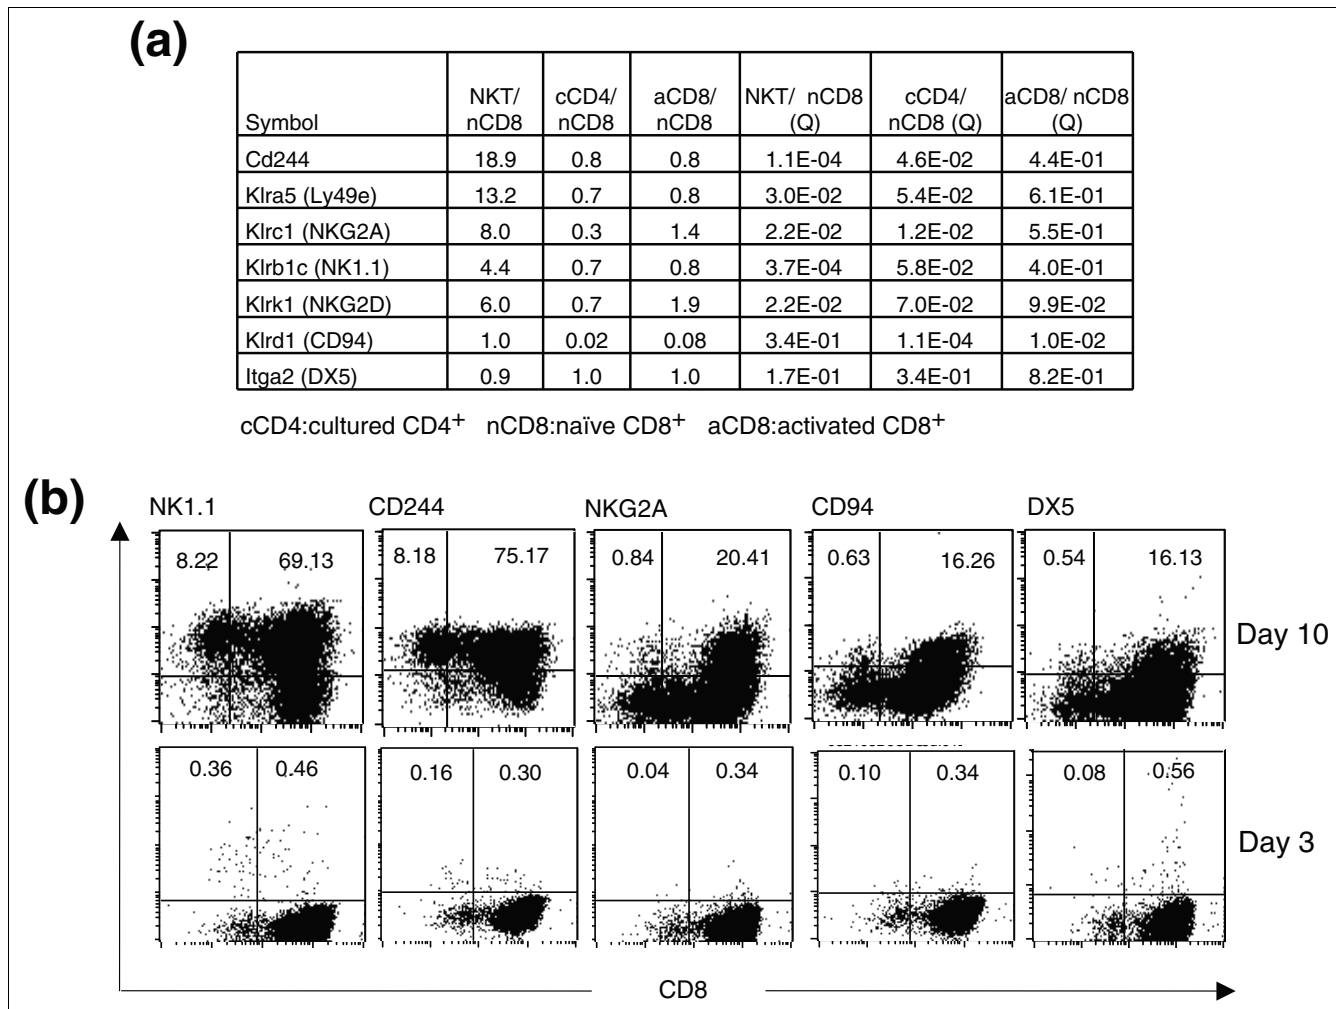 (a)
Symbol NKT/ nCD8 cCD4/ nCD8 aCD8/ nCD8 NKT/ nCD8 (Q) cCD4/ nCD8 (Q) aCD8/ nCD8 (Q)
Cd244 18.9 0.8 0.8 1.1E-04 4.6E-02 4.4E-01
Klra5 (Ly49e) 13.2 0.7 0.8 3.0E-02 5.4E-02 6.1E-01
Klrc1 (NKG2A) 8.0 0.3 1.4 2.2E-02 1.2E-02 5.5E-01
Klrb1c (NK1.1) 4.4 0.7 0.8 3.7E-04 5.8E-02 4.0E-01
Klrk1 (NKG2D) 6.0 0.7 1.9 2.2E-02 7.0E-02 9.9E-02
Klrd1 (CD94) 1.0 0.02 0.08 3.4E-01 1.1E-04 1.0E-02
Itga2 (DX5) 0.9 1.0 1.0 1.7E-01 3.4E-01 8.2E-01
cCD4:cultured CD4+ nCD8:naïve CD8+ aCD8:activated CD8+
(b)
NK1.1 CD244 NKG2A CD94 DX5
8.22 69.13 8.18 75.17 0.84 20.41 0.63 16.26 0.54 16.13
Day 10
0.36 0.46 0.16 0.30 0.04 0.34 0.10 0.34 0.08 0.56
Day 3
CD8